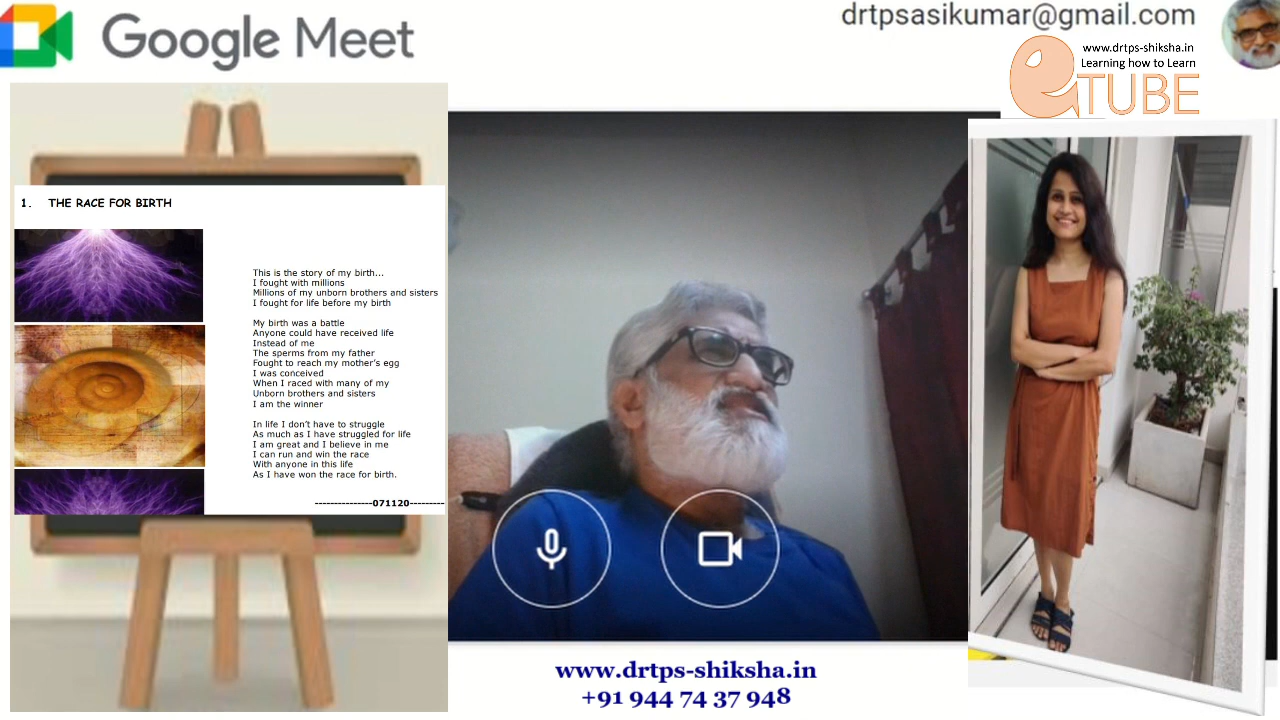 Google Meet
drtpsasikumar@gmail.com
www.drtps-shiksha.in
Learning how to Learn
eTUBE
1. THE RACE FOR BIRTH
This is the story of my birth...
I fought with millions
Millions of my unborn brothers and sisters
I fought for life before my birth
My birth was a battle
Anyone could have received life
Instead of me
The sperms from my father
Fought to reach my mother's egg
I was conceived
When I raced with many of my
Unborn brothers and sisters
I am the winner
In life I don't have to struggle
As much as I have struggled for life
I am great and I believe in me
I can run and win the race
With anyone in this life
As I have won the race for birth.
---------------071120---------
www.drtps-shiksha.in
+91 944 74 37 948